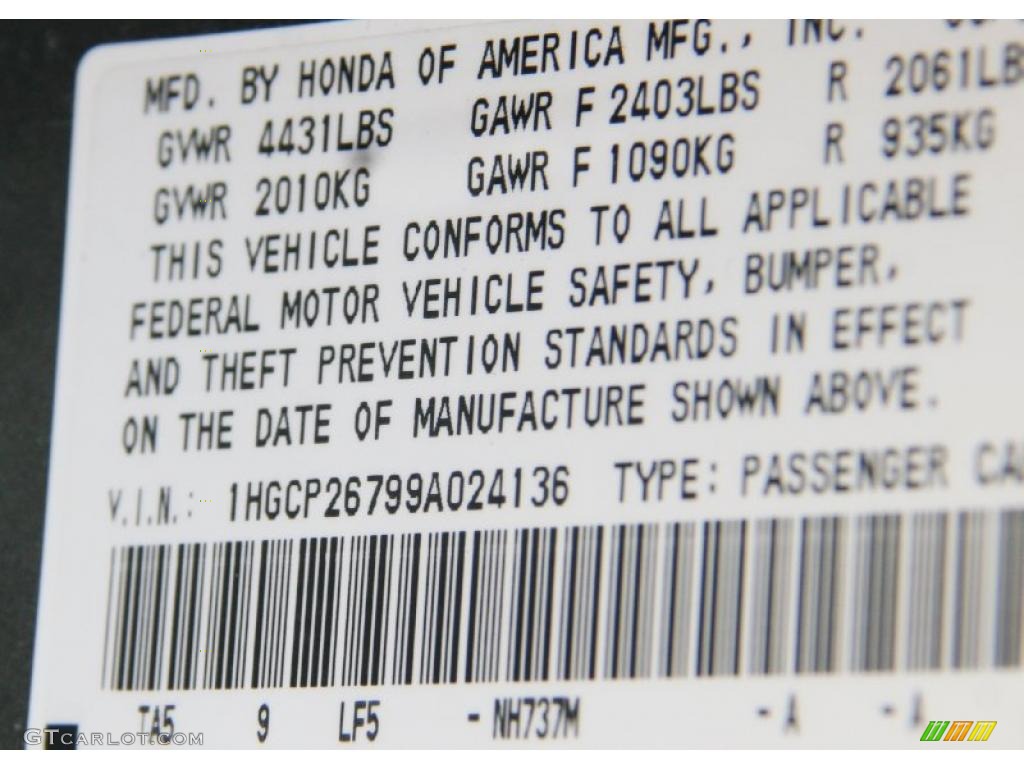 MFD. BY HONDA OF AMERICA MFG., INC.
GVWR 4431LBS GAWR F 2403LBS R 2061LB
GVWR 2010KG GAWR F 1090KG R 935KG
THIS VEHICLE CONFORMS TO ALL APPLICABLE
FEDERAL MOTOR VEHICLE SAFETY, BUMPER,
AND THEFT PREVENTION STANDARDS IN EFFECT
ON THE DATE OF MANUFACTURE SHOWN ABOVE.
V.I.N.: 1HGCP26799A024136 TYPE: PASSENGER CA
TA5 9 LF5 -NH737M -A -A
GTCARLOT.COM